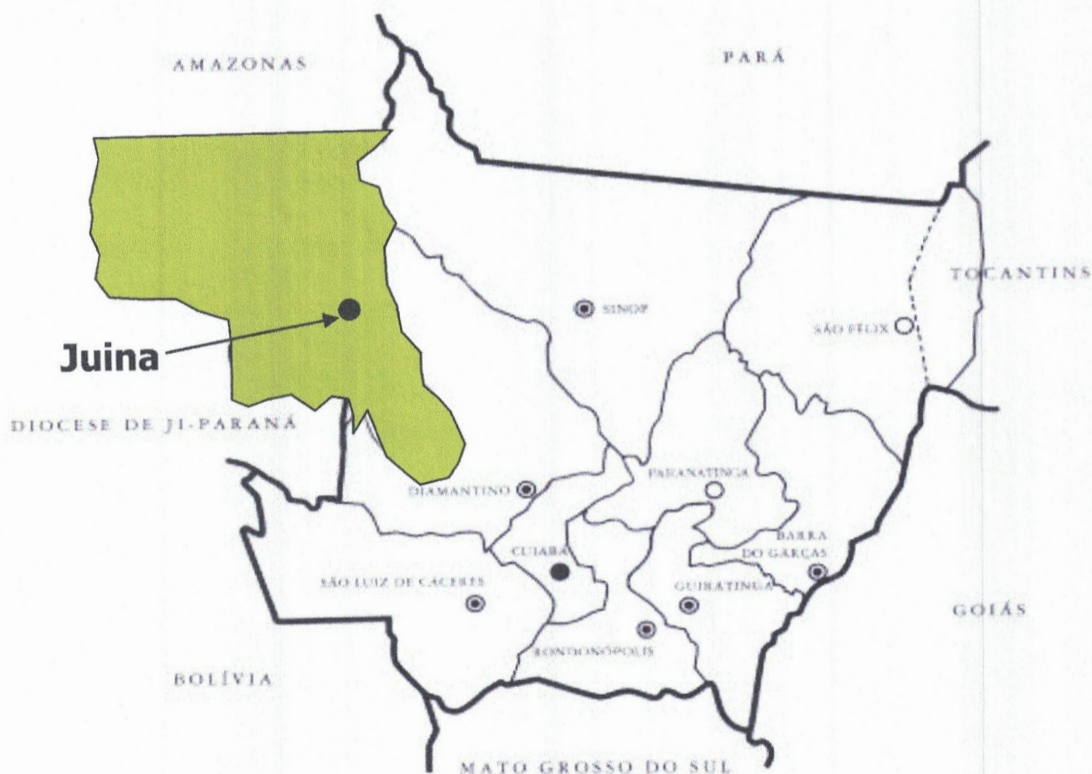 AMAZONAS
PARÁ
TOCANTINS
SINOP
SÃO FÉLIX
Juina
DIOCESE DE JI-PARANÁ
DIAMANTINO
PARANATINGA
BARRA
DO GARÇAS
CUIABÁ
SÃO LUIZ DE CÁCERES
GUIRATINGA
GOIÁS
RONDONÓPOLIS
BOLÍVIA
MATO GROSSO DO SUL